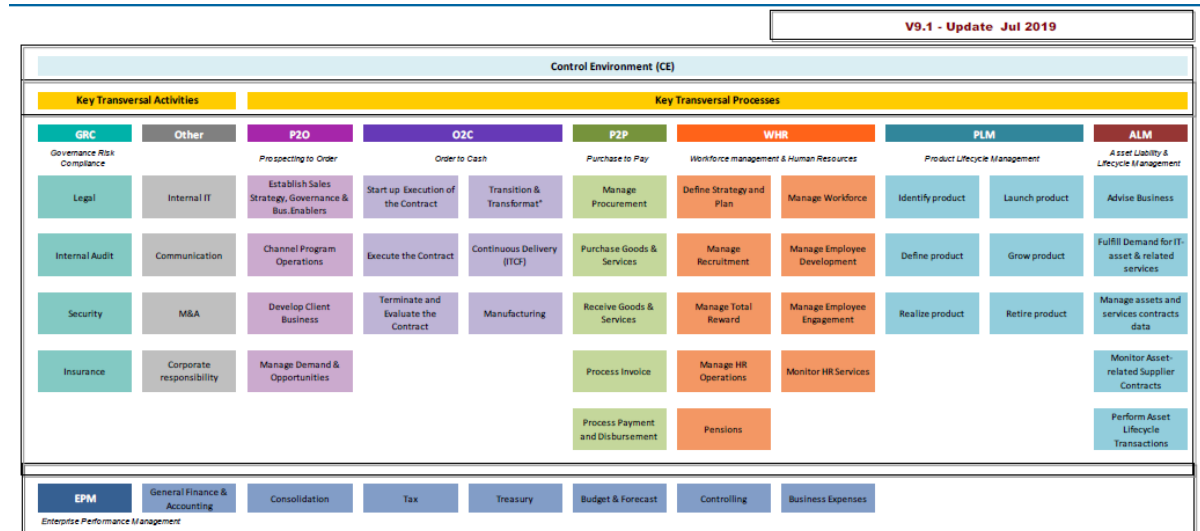 V9.1 - Update Jul 2019
Control Environment (CE)
Key Transversal Activities
Key Transversal Processes
GRC
Other
P2O
O2C
P2P
WHR
PLM
ALM
Governance Risk
Compliance
Prospecting to Order
Order to Cash
Purchase to Pay
Workforce management & Human Resources
Product Lifecycle Management
Asset Liability &
Lifecycle Management
Legal
Internal IT
Establish Sales
Strategy, Governance &
Bus.Enablers
Start up Execution of
the Contract
Transition &
Transformat°
Manage
Procurement
Define Strategy and
Plan
Manage Workforce
Identify product
Launch product
Advise Business
Internal Audit
Communication
Channel Program
Operations
Execute the Contract
Continuous Delivery
(ITCF)
Purchase Goods &
Services
Manage
Recruitment
Manage Employee
Development
Define product
Grow product
Fulfill Demand for IT-
asset & related
services
Security
M&A
Develop Client
Business
Terminate and
Evaluate the
Contract
Manufacturing
Receive Goods &
Services
Manage Total
Reward
Manage Employee
Engagement
Realize product
Retire product
Manage assets and
services contracts
data
Insurance
Corporate
responsibility
Manage Demand &
Opportunities
Process Invoice
Manage HR
Operations
Monitor HR Services
Monitor Asset-
related Supplier
Contracts
Process Payment
and Disbursement
Pensions
Perform Asset
Lifecycle
Transactions
EPM
General Finance &
Accounting
Consolidation
Tax
Treasury
Budget & Forecast
Controlling
Business Expenses
Enterprise Performance Management